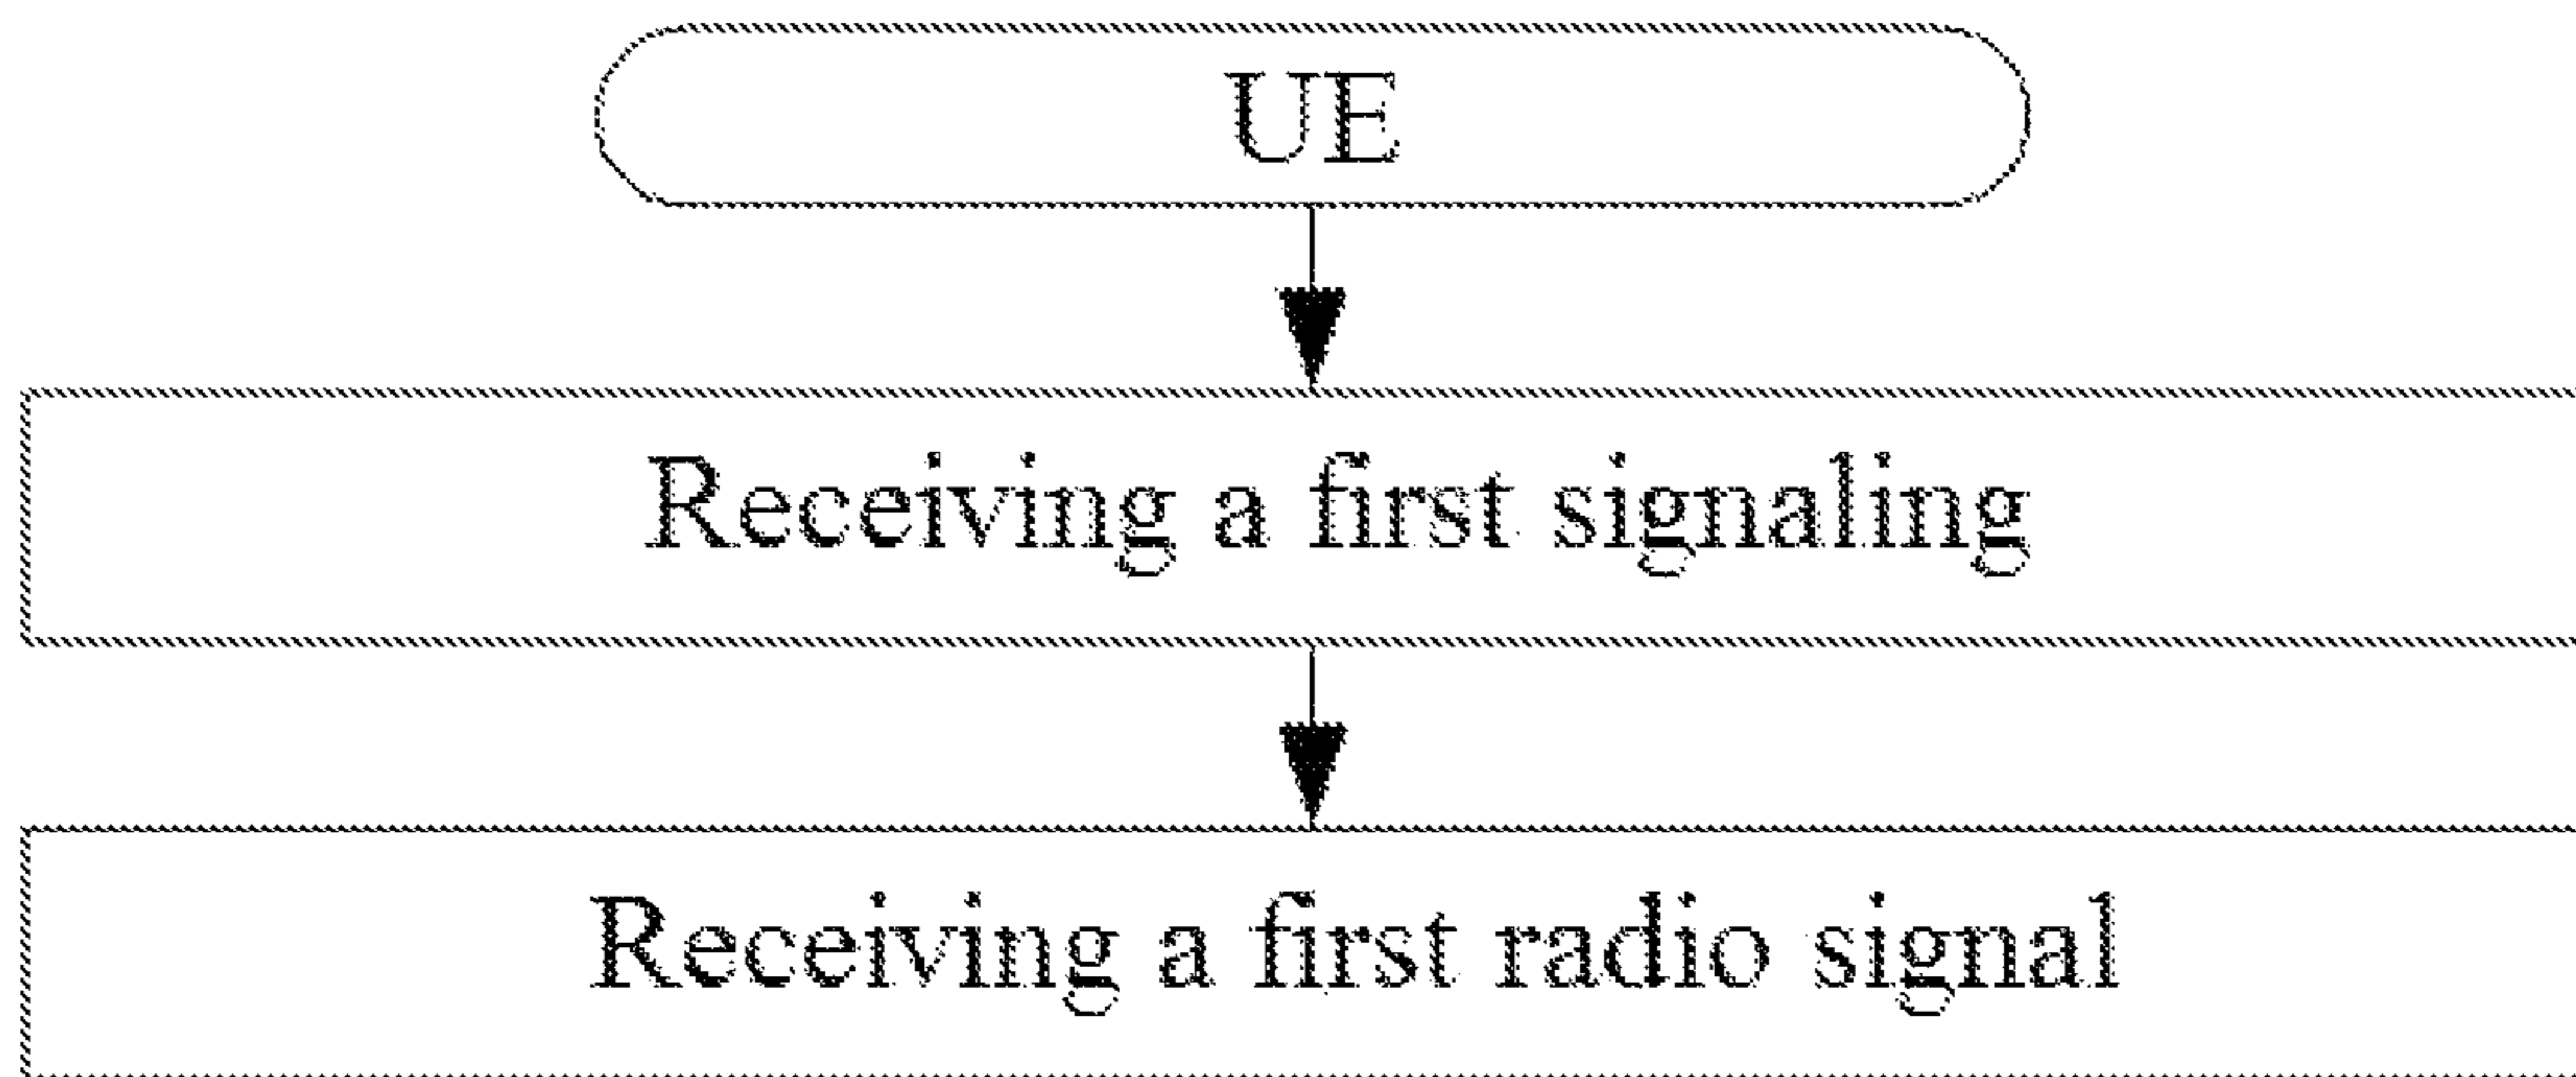 UE
Receiving a first signaling
Receiving a first radio signal